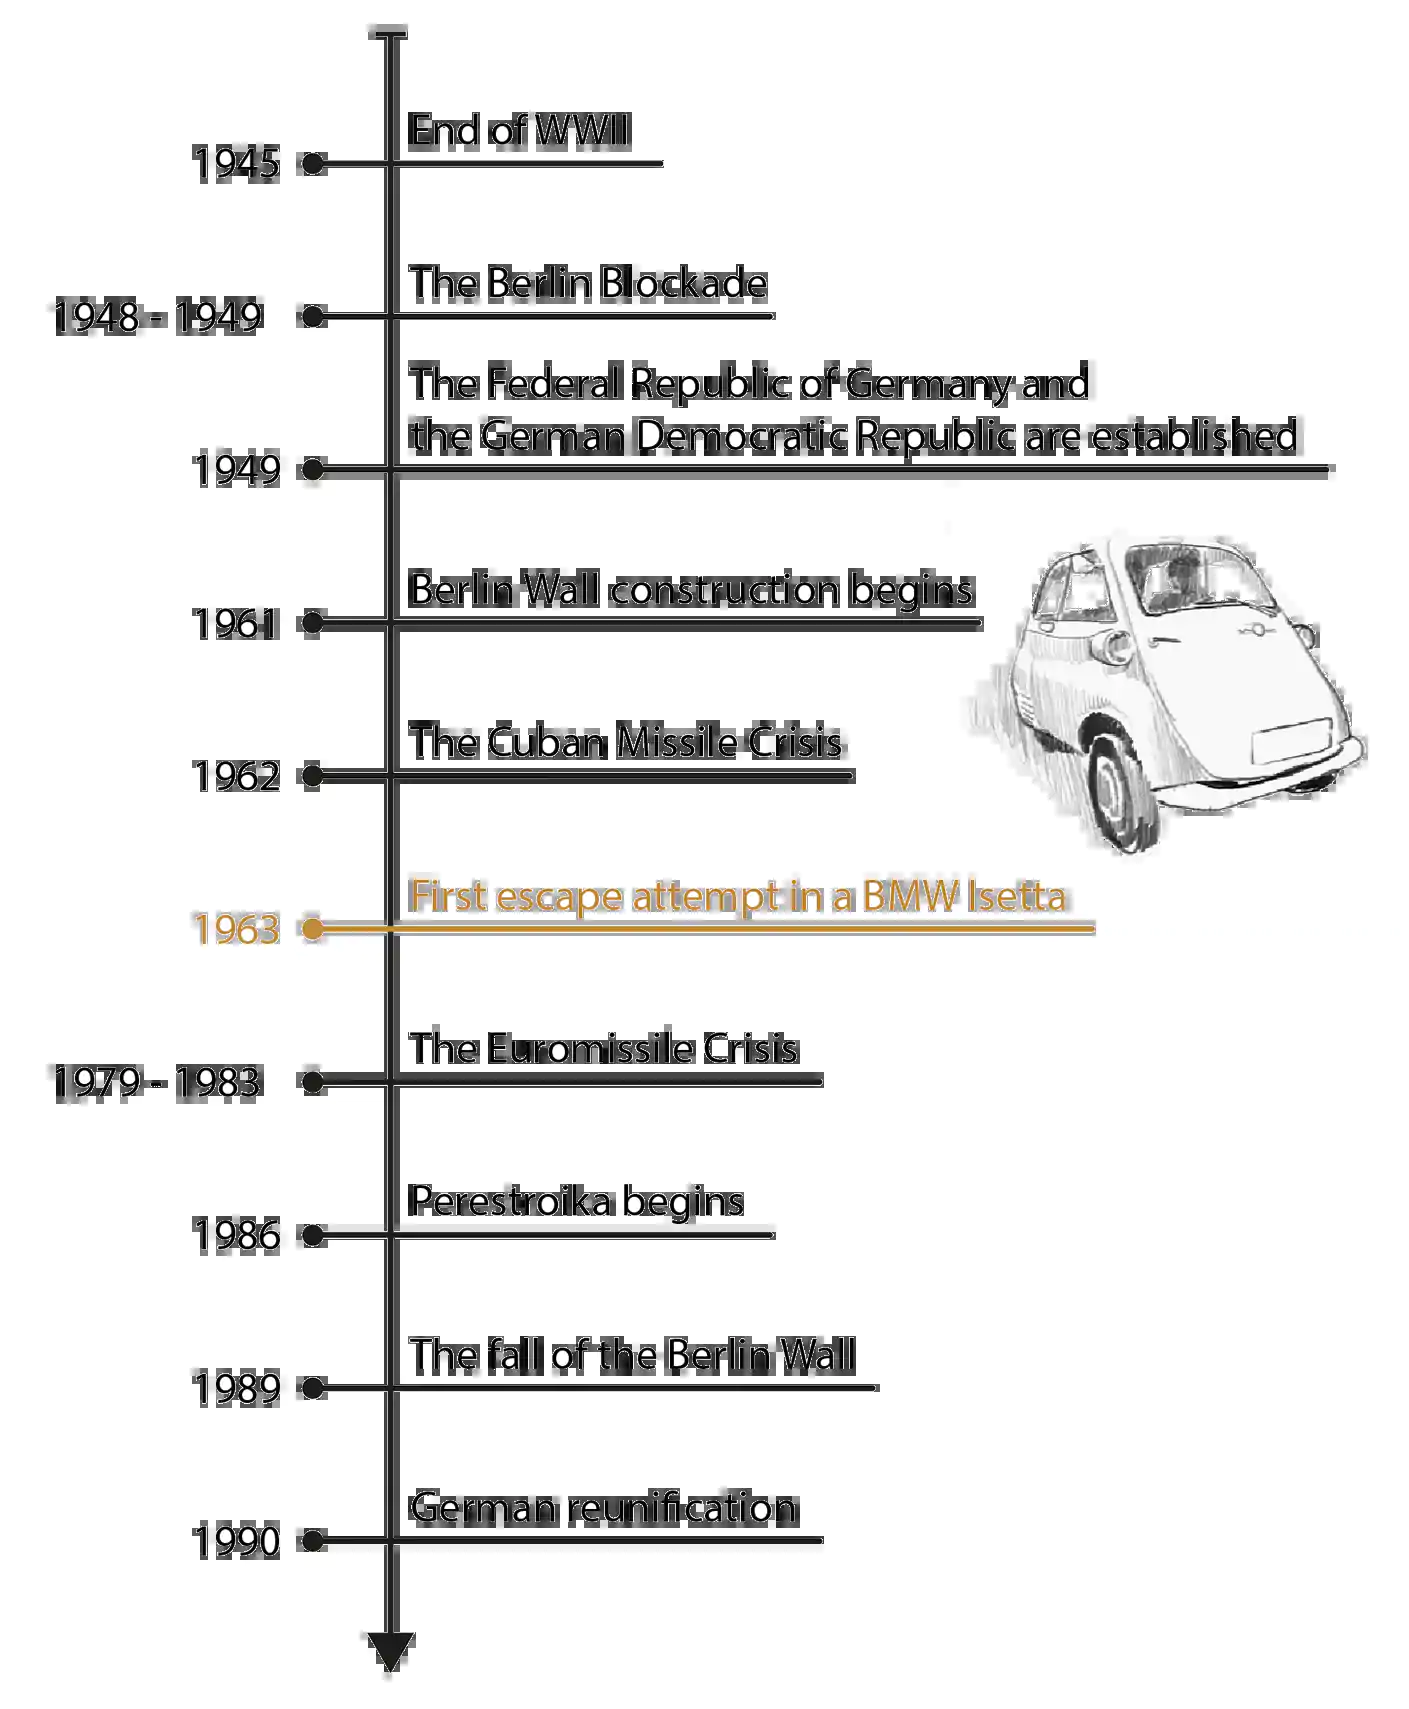 End of WWII
1945
The Berlin Blockade
1948 - 1949
The Federal Republic of Germany and
the German Democratic Republic are established
1949
Berlin Wall construction begins
1961
The Cuban Missile Crisis
1962
First escape attempt in a BMW Isetta
1963
The Euromissile Crisis
1979 - 1983
Perestroika begins
1986
The fall of the Berlin Wall
1989
German reunification
1990